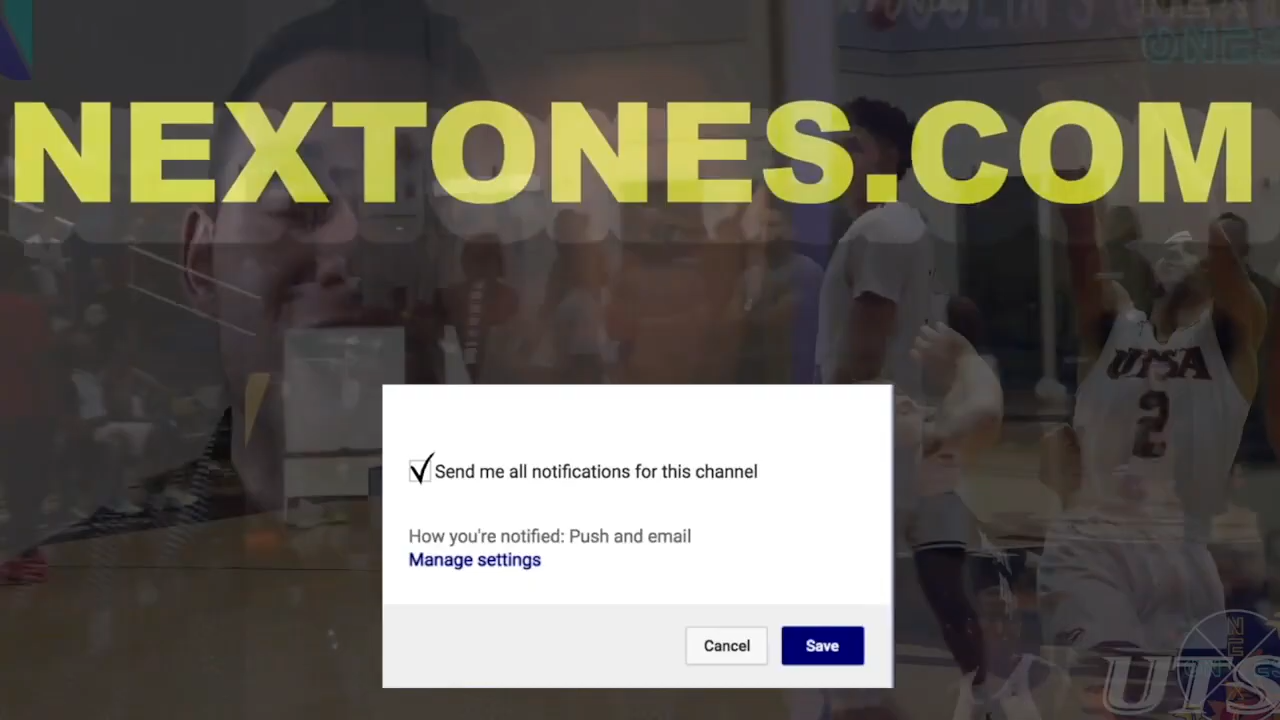 NEXTONES.COM
UTSA
2
Send me all notifications for this channel
How you're notified: Push and email
Manage settings
Cancel
Save